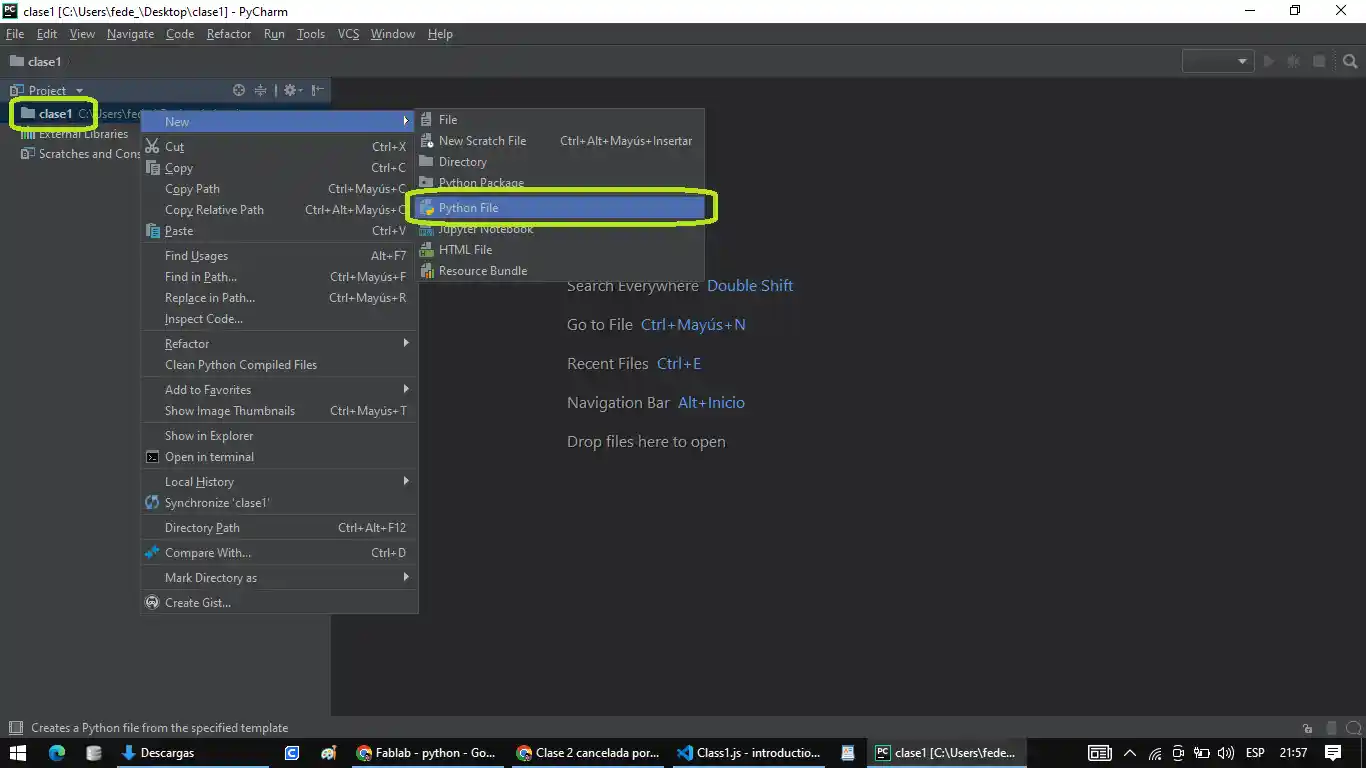 clase1 [C:\Users\fede_\Desktop\clase1] - PyCharm
File Edit View Navigate Code Refactor Run Tools VCS Window Help
clase1
Project
clase1 C:\Users\fede
External Libraries
Scratches and Cons
New
Cut Ctrl+X
Copy Ctrl+C
Copy Path Ctrl+Mayús+C
Copy Relative Path Ctrl+Alt+Mayús+C
Paste Ctrl+V
Find Usages Alt+F7
Find in Path... Ctrl+Mayús+F
Replace in Path... Ctrl+Mayús+R
Inspect Code...
Refactor
Clean Python Compiled Files
Add to Favorites
Show Image Thumbnails Ctrl+Mayús+T
Show in Explorer
Open in terminal
Local History
Synchronize 'clase1'
Directory Path Ctrl+Alt+F12
Compare With... Ctrl+D
Mark Directory as
Create Gist...
File
New Scratch File Ctrl+Alt+Mayús+Insertar
Directory
Python Package
Python File
Jupyter Notebook
HTML File
Resource Bundle
Search Everywhere Double Shift
Go to File Ctrl+Mayús+N
Recent Files Ctrl+E
Navigation Bar Alt+Inicio
Drop files here to open
Creates a Python file from the specified template
Descargas
Fablab - python - Go...
Clase 2 cancelada por...
Class1.js - introductio...
clase1 [C:\Users\fede...
ESP
21:57